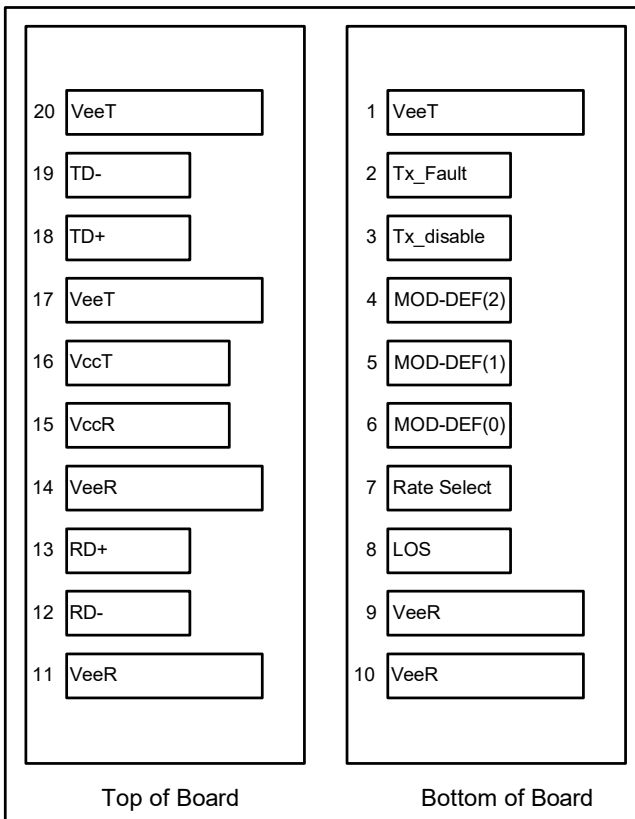 20 VeeT
19 TD-
18 TD+
17 VeeT
16 VccT
15 VccR
14 VeeR
13 RD+
12 RD-
11 VeeR
Top of Board
1 VeeT
2 Tx_Fault
3 Tx_disable
4 MOD-DEF(2)
5 MOD-DEF(1)
6 MOD-DEF(0)
7 Rate Select
8 LOS
9 VeeR
10 VeeR
Bottom of Board